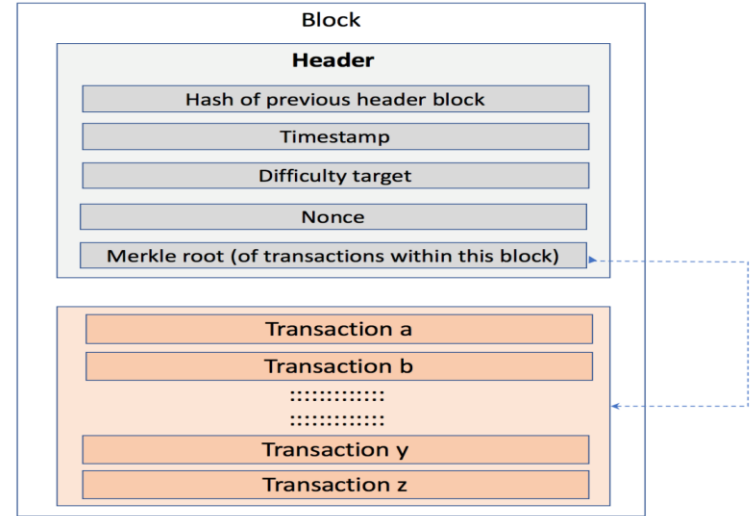 Block
Header
Hash of previous header block
Timestamp
Difficulty target
Nonce
Merkle root (of transactions within this block)
Transaction a
Transaction b
:::::::::::::
:::::::::::::
Transaction y
Transaction z